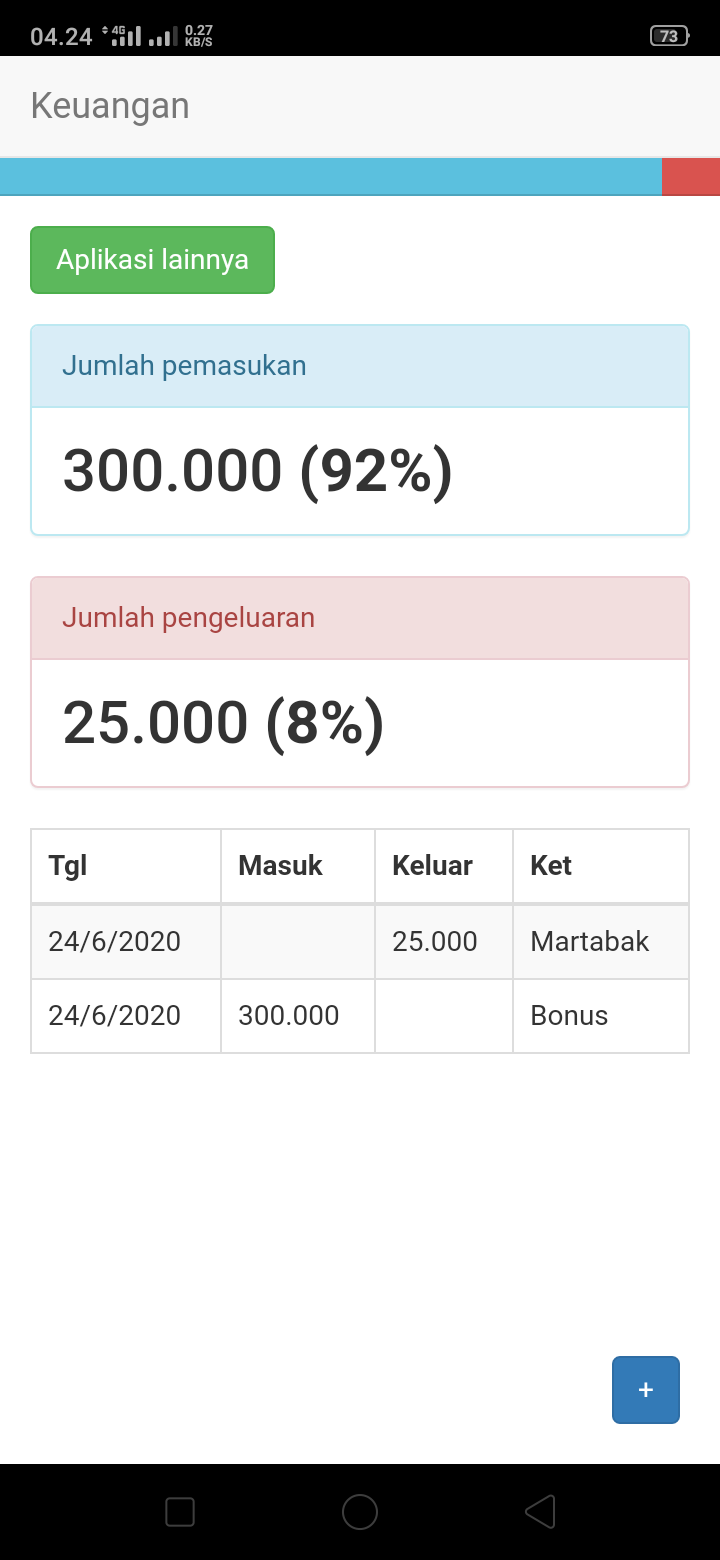 04.24 4G 0.27 KB/S 73
Keuangan
Aplikasi lainnya
Jumlah pemasukan
300.000 (92%)
Jumlah pengeluaran
25.000 (8%)
Tgl Masuk Keluar Ket
24/6/2020 25.000 Martabak
24/6/2020 300.000 Bonus
+